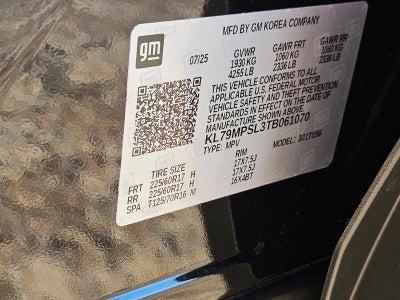 MFD BY GM KOREA COMPANY
gm
07/25 GVWR GAWR FRT GAWR RR
1930 KG 1060 KG 1060 KG
4255 LB 2336 LB 2336 LB
THIS VEHICLE CONFORMS TO ALL
APPLICABLE U.S. FEDERAL MOTOR
VEHICLE SAFETY AND THEFT PREVENTION
STANDARDS IN EFFECT ON THE DATE OF
MANUFACTURE SHOWN ABOVE.
KL79MPSL3TB061070
TYPE: MPV MODEL: 301TU56
TIRE SIZE RIM
FRT 225/60R17 H 17X7.5J
RR 225/60R17 H 17X7.5J
SPA T125/70R16 M 16X4BT